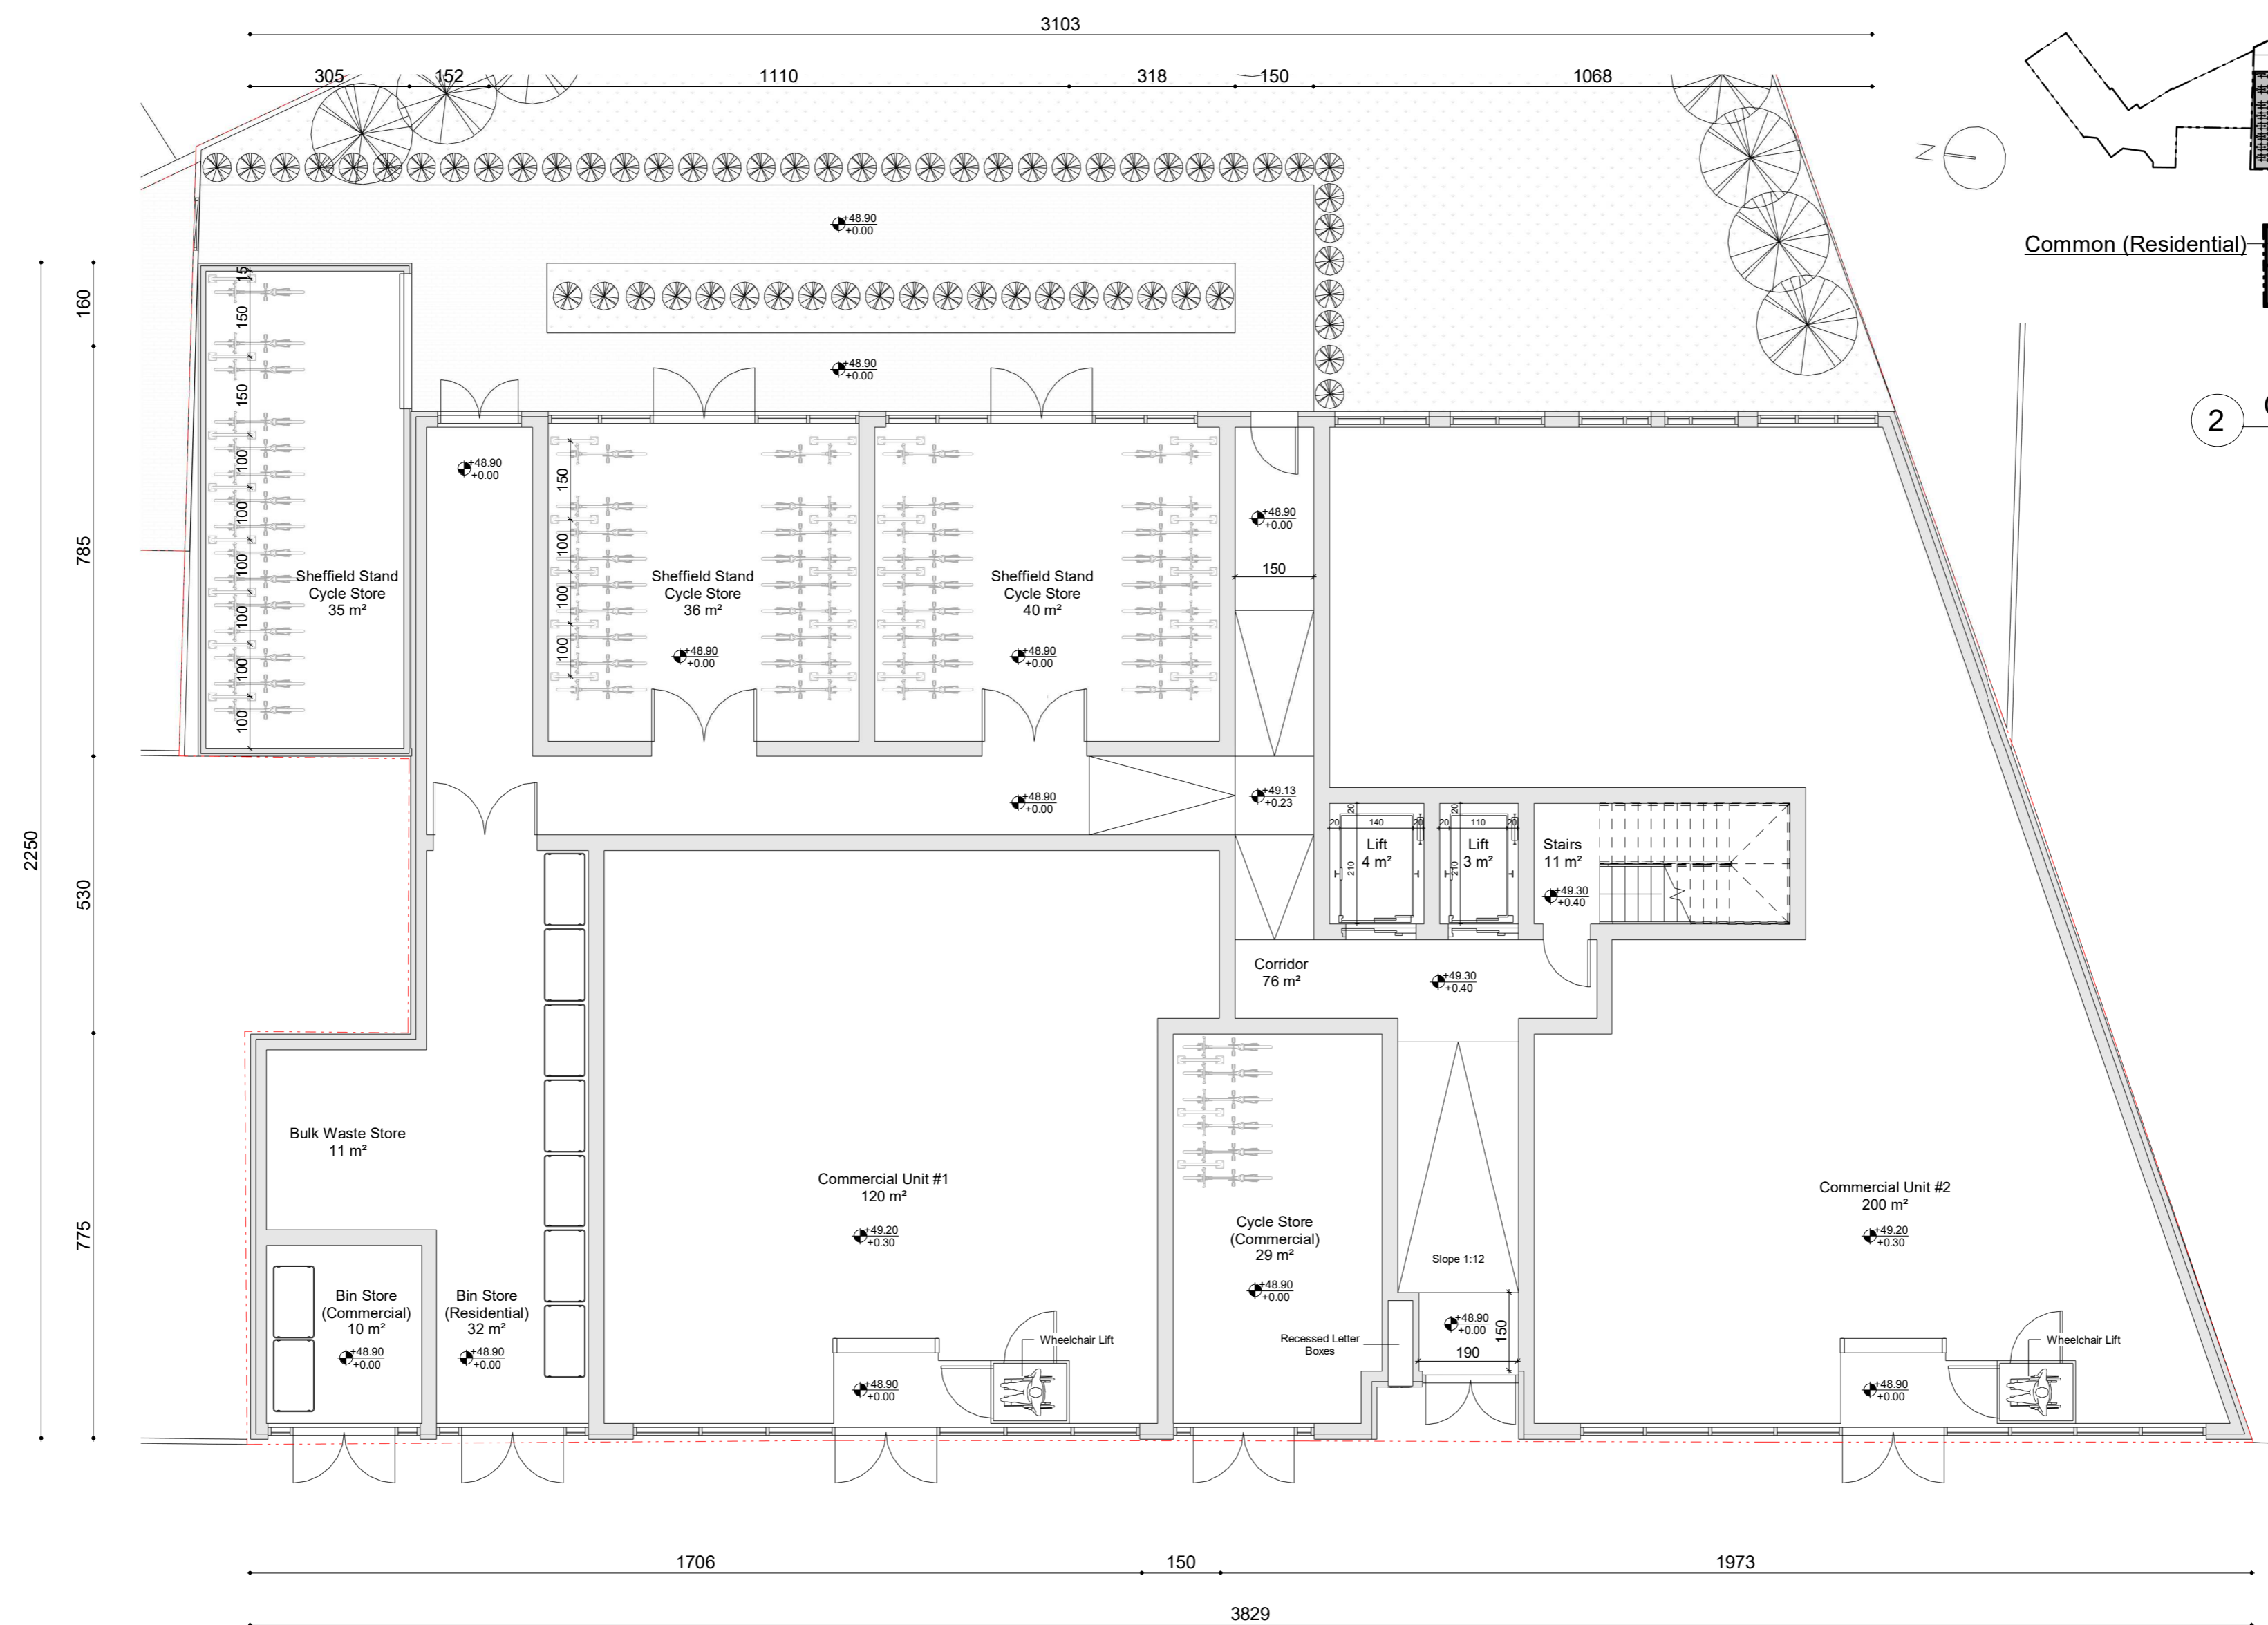 3103
305
152
1110
318
150
1068
N
Common (Residential)
2
+48.90
+0.00
+48.90
+0.00
160
785
530
775
2250
15
150
150
100
100
100
100
100
100
Sheffield Stand
Cycle Store
35 m²
+48.90
+0.00
150
100
100
100
Sheffield Stand
Cycle Store
36 m²
+48.90
+0.00
Sheffield Stand
Cycle Store
40 m²
+48.90
+0.00
+48.90
+0.00
150
+48.90
+0.00
+49.13
+0.23
20
20
140
20
210
Lift
4 m²
20
20
110
20
210
Lift
3 m²
Stairs
11 m²
+49.30
+0.40
Corridor
76 m²
+49.30
+0.40
Bulk Waste Store
11 m²
Commercial Unit #1
120 m²
+49.20
+0.30
Cycle Store
(Commercial)
29 m²
+48.90
+0.00
Slope 1:12
Commercial Unit #2
200 m²
+49.20
+0.30
Bin Store
(Commercial)
10 m²
+48.90
+0.00
Bin Store
(Residential)
32 m²
+48.90
+0.00
Wheelchair Lift
+48.90
+0.00
Recessed Letter
Boxes
+48.90
+0.00
150
190
Wheelchair Lift
+48.90
+0.00
1706
150
1973
3829